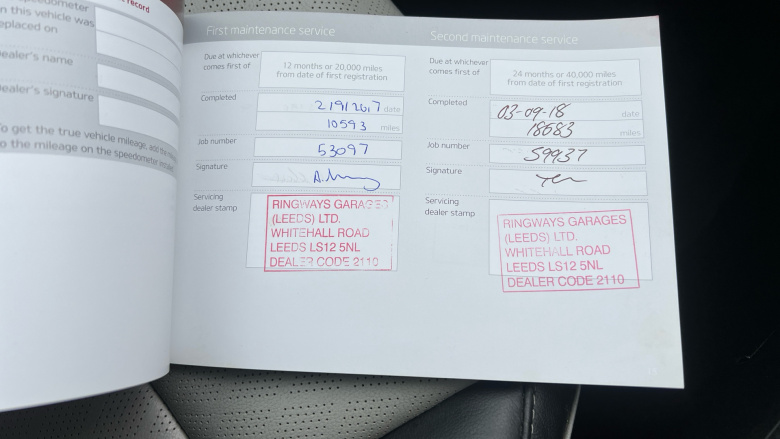 record
speedometer
n this vehicle was
eplaced on
ealer's name
ealer's signature
o get the true vehicle mileage, add the
o the mileage on the speedometer
First maintenance service
Due at whichever
comes first of
12 months or 20,000 miles
from date of first registration
Completed
219/2017 date
10593 miles
Job number
53097
Signature
Servicing
dealer stamp
RINGWAYS GARAGES
(LEEDS) LTD.
WHITEHALL ROAD
LEEDS LS12 5NL
DEALER CODE 2110
Second maintenance service
Due at whichever
comes first of
24 months or 40,000 miles
from date of first registration
Completed
03-09-18 date
18683 miles
Job number
59937
Signature
Servicing
dealer stamp
RINGWAYS GARAGES
(LEEDS) LTD.
WHITEHALL ROAD
LEEDS LS12 5NL
DEALER CODE 2110